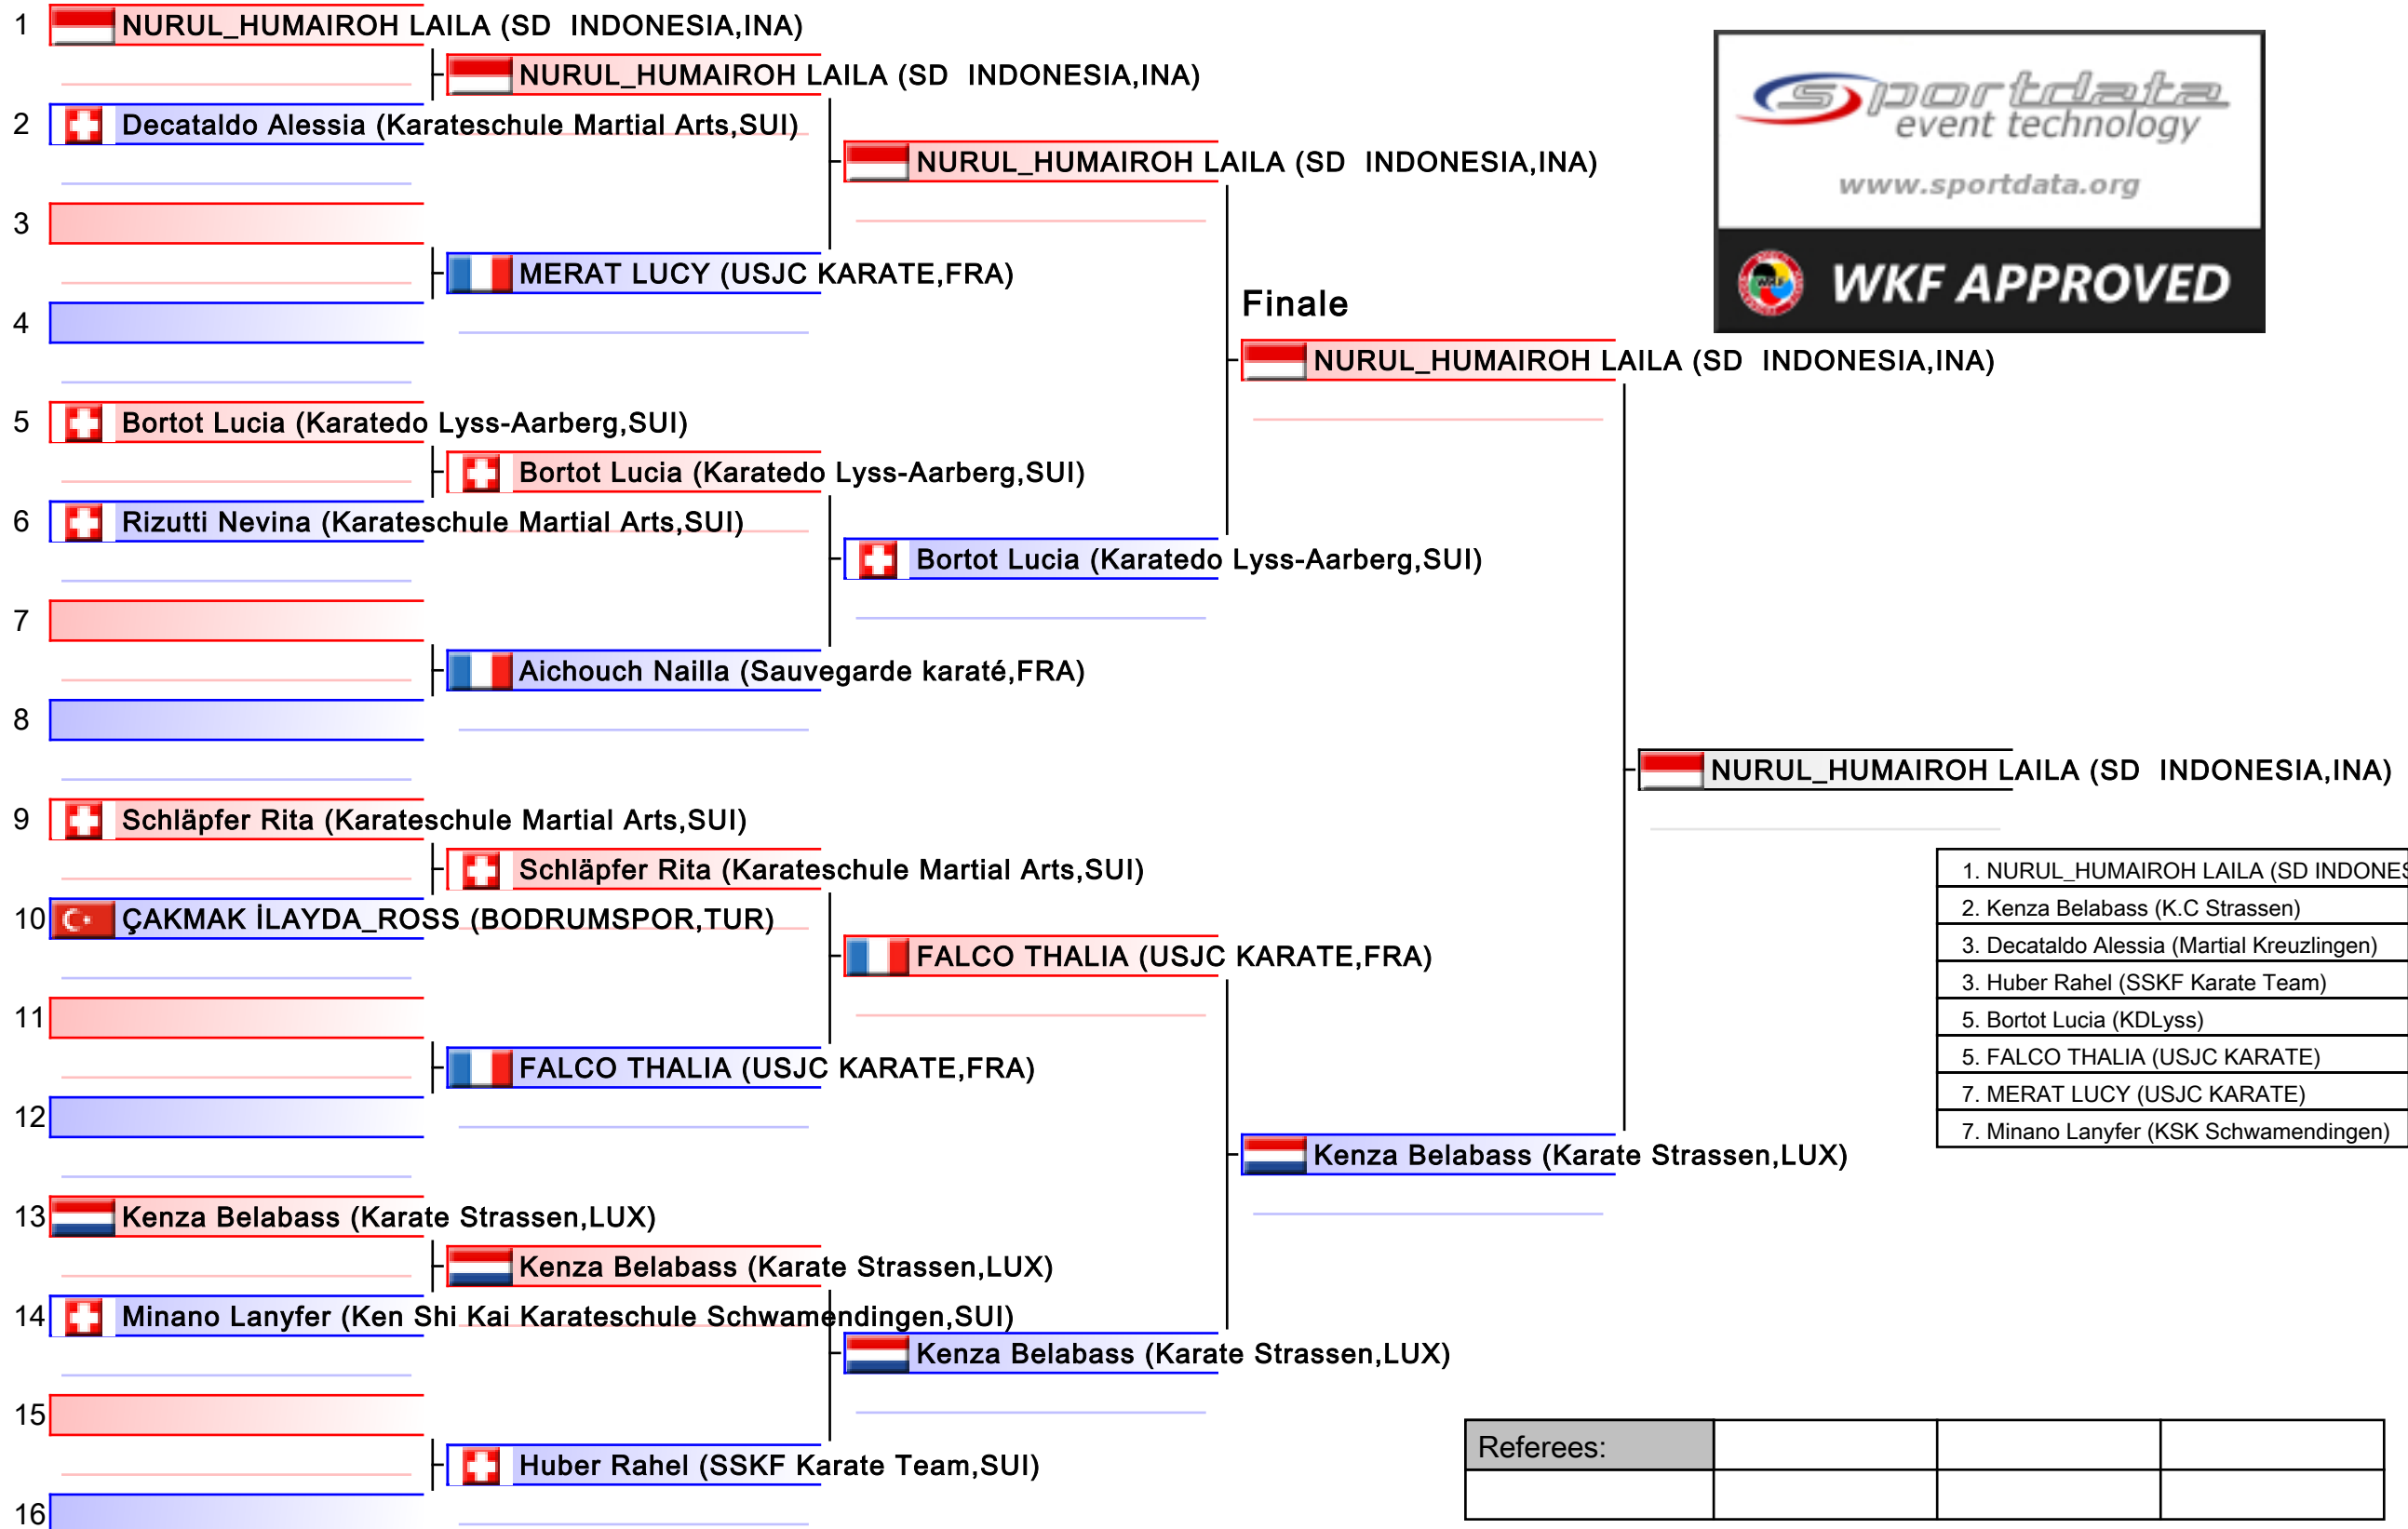 1 NURUL_HUMAIROH LAILA (SD INDONESIA,INA)
NURUL_HUMAIROH LAILA (SD INDONESIA,INA)
2 Decataldo Alessia (Karateschule Martial Arts,SUI)
NURUL_HUMAIROH LAILA (SD INDONESIA,INA)
3
MERAT LUCY (USJC KARATE,FRA)
4
Finale
NURUL_HUMAIROH LAILA (SD INDONESIA,INA)
5 Bortot Lucia (Karatedo Lyss-Aarberg,SUI)
Bortot Lucia (Karatedo Lyss-Aarberg,SUI)
6 Rizutti Nevina (Karateschule Martial Arts,SUI)
Bortot Lucia (Karatedo Lyss-Aarberg,SUI)
7
Aichouch Nailla (Sauvegarde karaté,FRA)
8
NURUL_HUMAIROH LAILA (SD INDONESIA,INA)
9 Schläpfer Rita (Karateschule Martial Arts,SUI)
Schläpfer Rita (Karateschule Martial Arts,SUI)
10 ÇAKMAK İLAYDA_ROSS (BODRUMSPOR,TUR)
FALCO THALIA (USJC KARATE,FRA)
11
FALCO THALIA (USJC KARATE,FRA)
12
Kenza Belabass (Karate Strassen,LUX)
13 Kenza Belabass (Karate Strassen,LUX)
Kenza Belabass (Karate Strassen,LUX)
14 Minano Lanyfer (Ken Shi Kai Karateschule Schwamendingen,SUI)
Kenza Belabass (Karate Strassen,LUX)
15
Huber Rahel (SSKF Karate Team,SUI)
16
sportdata
event technology
www.sportdata.org
WKF
WKF APPROVED
1. NURUL_HUMAIROH LAILA (SD INDONES
2. Kenza Belabass (K.C Strassen)
3. Decataldo Alessia (Martial Kreuzlingen)
3. Huber Rahel (SSKF Karate Team)
5. Bortot Lucia (KDLyss)
5. FALCO THALIA (USJC KARATE)
7. MERAT LUCY (USJC KARATE)
7. Minano Lanyfer (KSK Schwamendingen)
Referees: